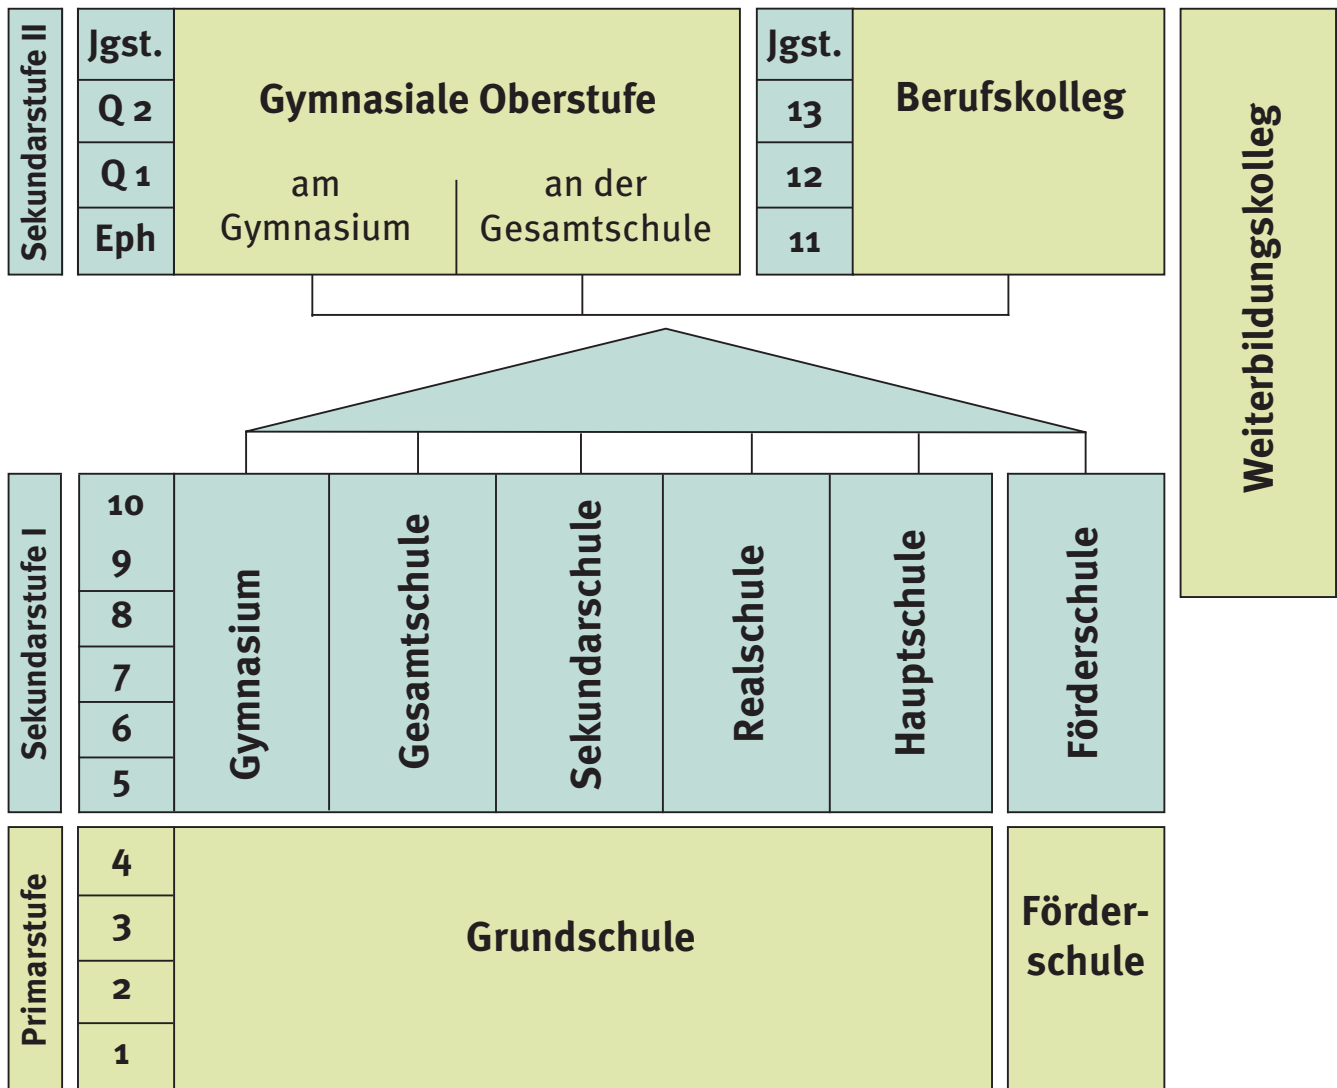 Sekundarstufe II
Jgst.
Q 2
Q 1
Eph
Gymnasiale Oberstufe
am
Gymnasium
an der
Gesamtschule
Jgst.
13
12
11
Berufskolleg
Weiterbildungskolleg
Sekundarstufe I
10
9
8
7
6
5
Gymnasium
Gesamtschule
Sekundarschule
Realschule
Hauptschule
Förderschule
Primarstufe
4
3
2
1
Grundschule
Förder-
schule